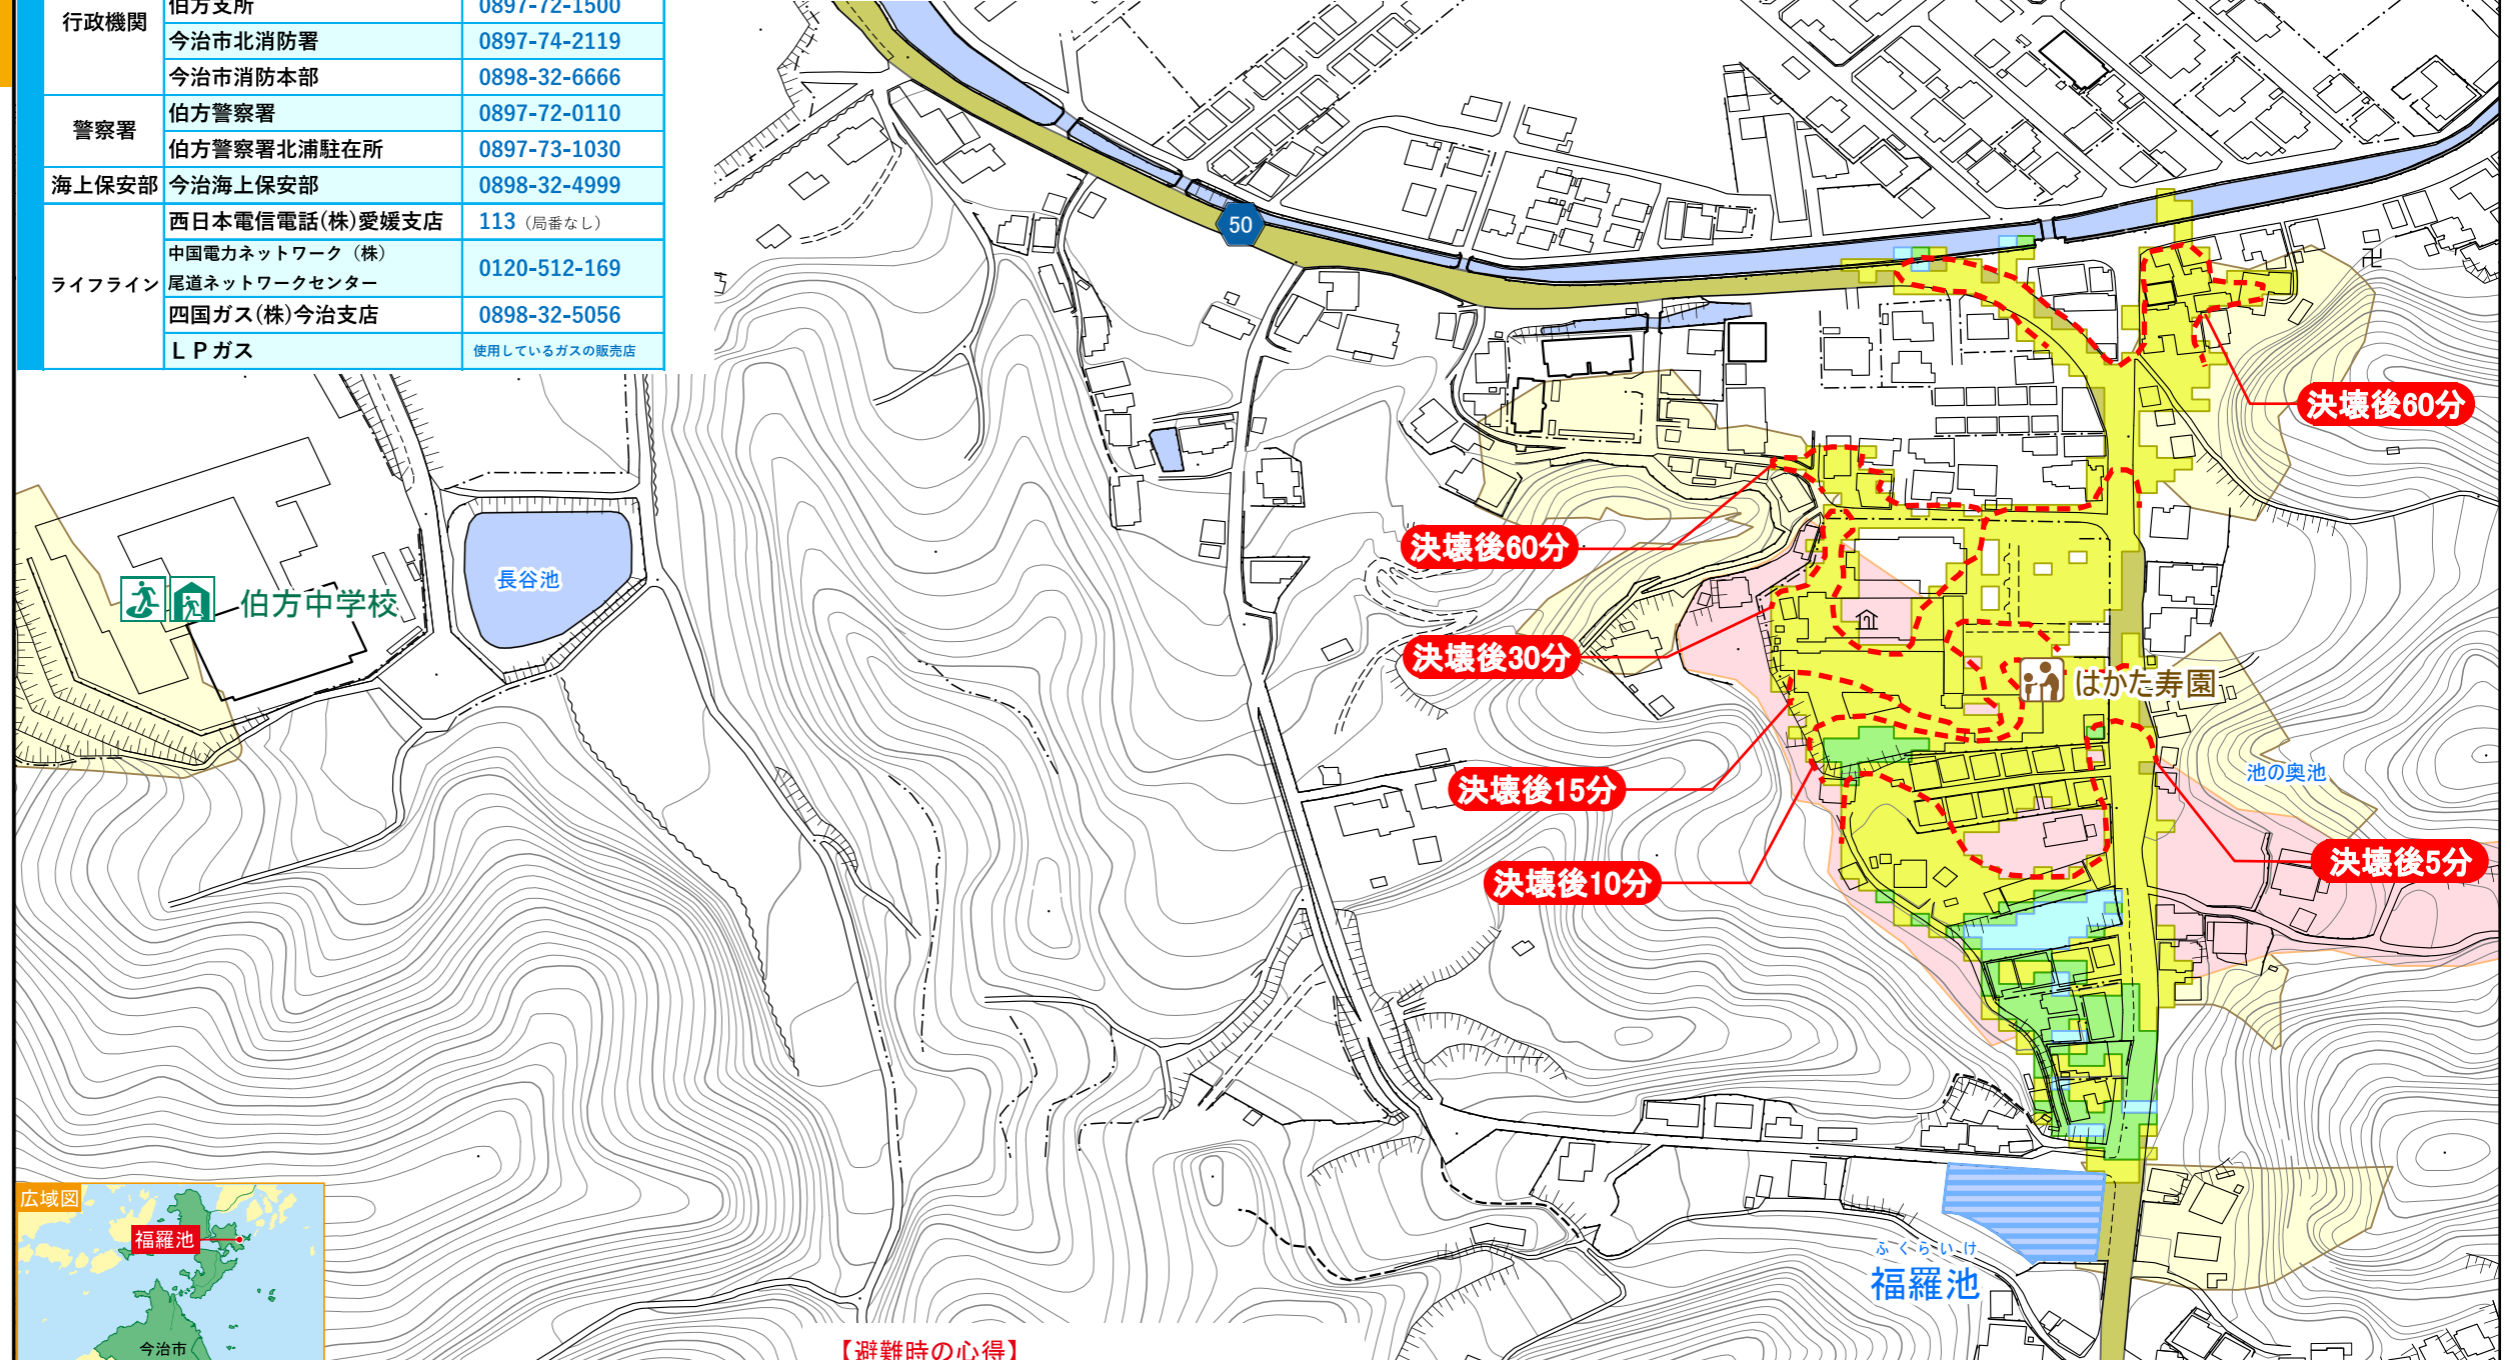 行政機関
伯方支所 0897-72-1500
今治市北消防署 0897-74-2119
今治市消防本部 0898-32-6666
警察署
伯方警察署 0897-72-0110
伯方警察署北浦駐在所 0897-73-1030
海上保安部 今治海上保安部 0898-32-4999
ライフライン
西日本電信電話(株)愛媛支店 113（局番なし）
中国電力ネットワーク（株）
尾道ネットワークセンター 0120-512-169
四国ガス(株)今治支店 0898-32-5056
ＬＰガス 使用しているガスの販売店
50
決壊後60分
決壊後60分
長谷池
伯方中学校
決壊後30分
はかた寿園
池の奥池
決壊後15分
決壊後5分
決壊後10分
広域図
福羅池
今治市
ふくらいけ
福羅池
【避難時の心得】